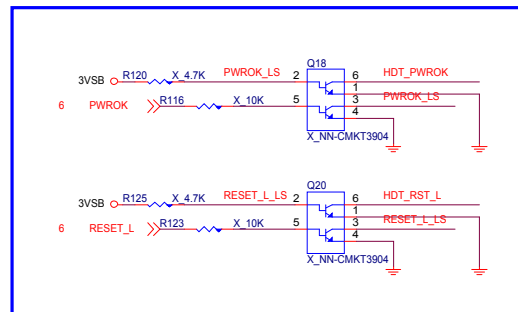 Q18
3VSB R120 X_4.7K PWROK_LS 2 6 HDT_PWROK
1
6 PWROK R116 X_10K 5 3 PWROK_LS
4
X_NN-CMKT3904
Q20
3VSB R125 X_4.7K RESET_L_LS 2 6 HDT_RST_L
1
6 RESET_L R123 X_10K 5 3 RESET_L_LS
4
X_NN-CMKT3904